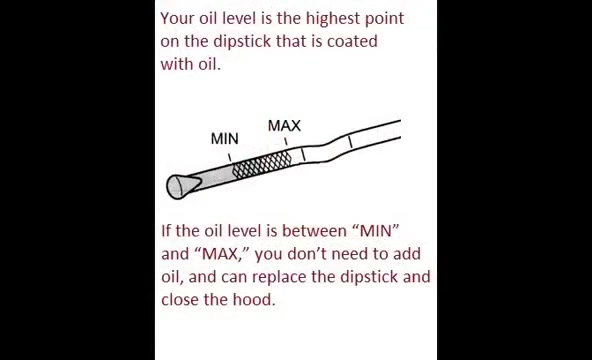 Your oil level is the highest point
on the dipstick that is coated
with oil.
MAX
MIN
If the oil level is between “MIN”
and “MAX,” you don’t need to add
oil, and can replace the dipstick and
close the hood.